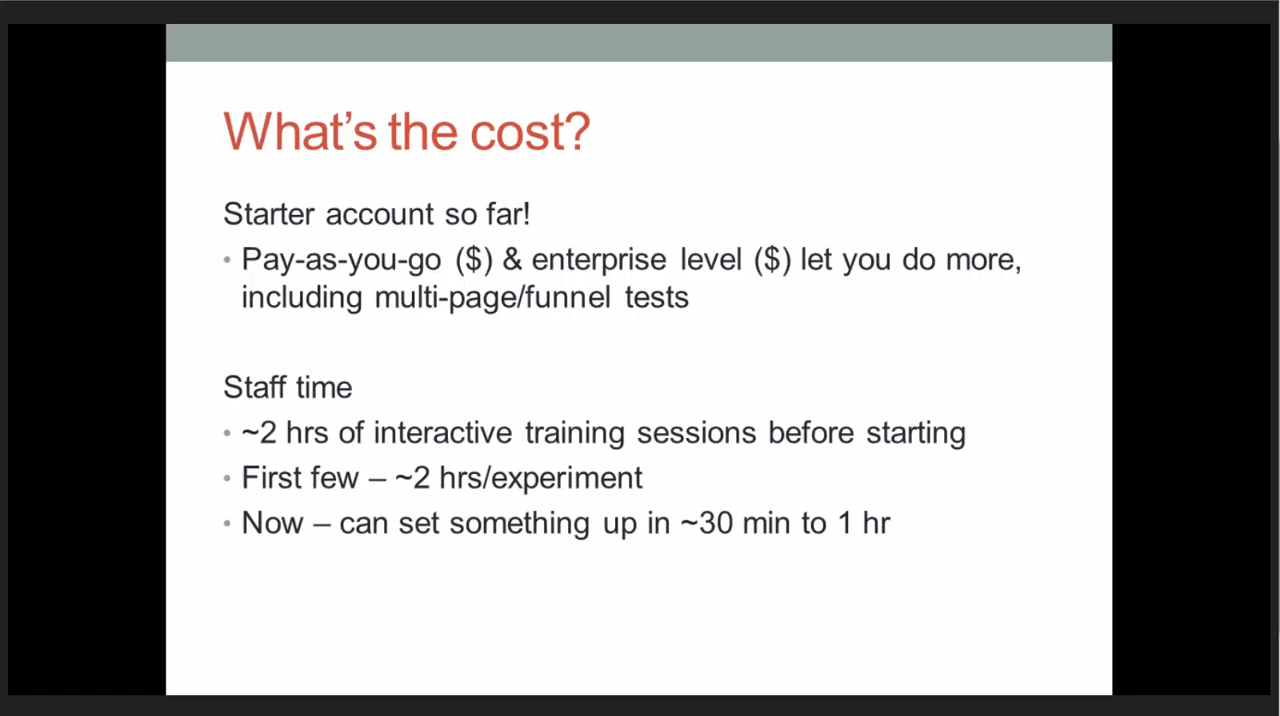 What's the cost?
Starter account so far!
• Pay-as-you-go ($) & enterprise level ($) let you do more,
including multi-page/funnel tests
Staff time
• ~2 hrs of interactive training sessions before starting
• First few – ~2 hrs/experiment
• Now – can set something up in ~30 min to 1 hr